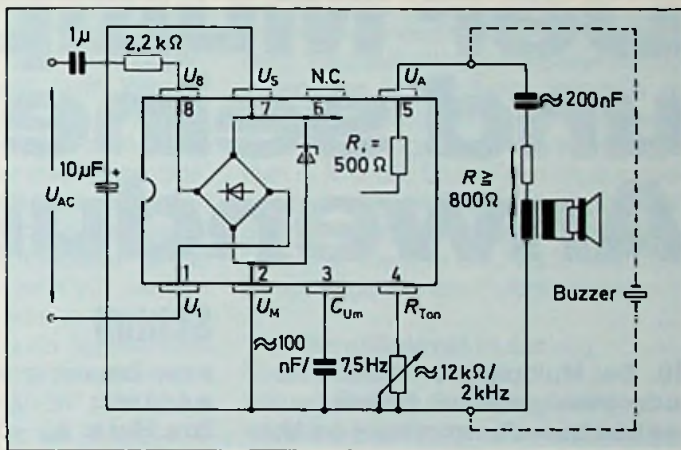 1µ
2,2 kΩ
U8
U5
N.C.
UA
8
7
6
5
≈200nF
10µF
+
UAC
Ri =
500 Ω
R ≧
800Ω
1
2
3
4
U1
UM
CUm
RTon
Buzzer
≈100
nF/
7,5Hz
≈12kΩ/
2kHz